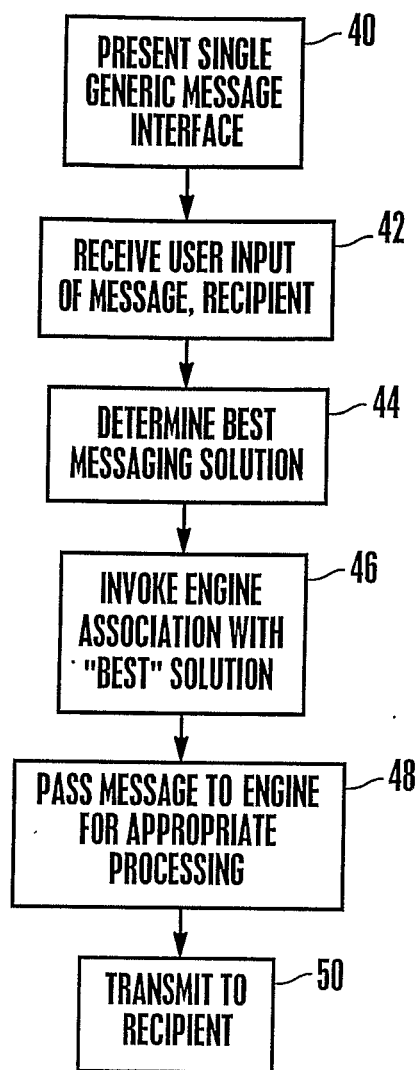 40
PRESENT SINGLE
GENERIC MESSAGE
INTERFACE
42
RECEIVE USER INPUT
OF MESSAGE, RECIPIENT
44
DETERMINE BEST
MESSAGING SOLUTION
46
INVOKE ENGINE
ASSOCIATION WITH
"BEST" SOLUTION
48
PASS MESSAGE TO ENGINE
FOR APPROPRIATE
PROCESSING
50
TRANSMIT TO
RECIPIENT